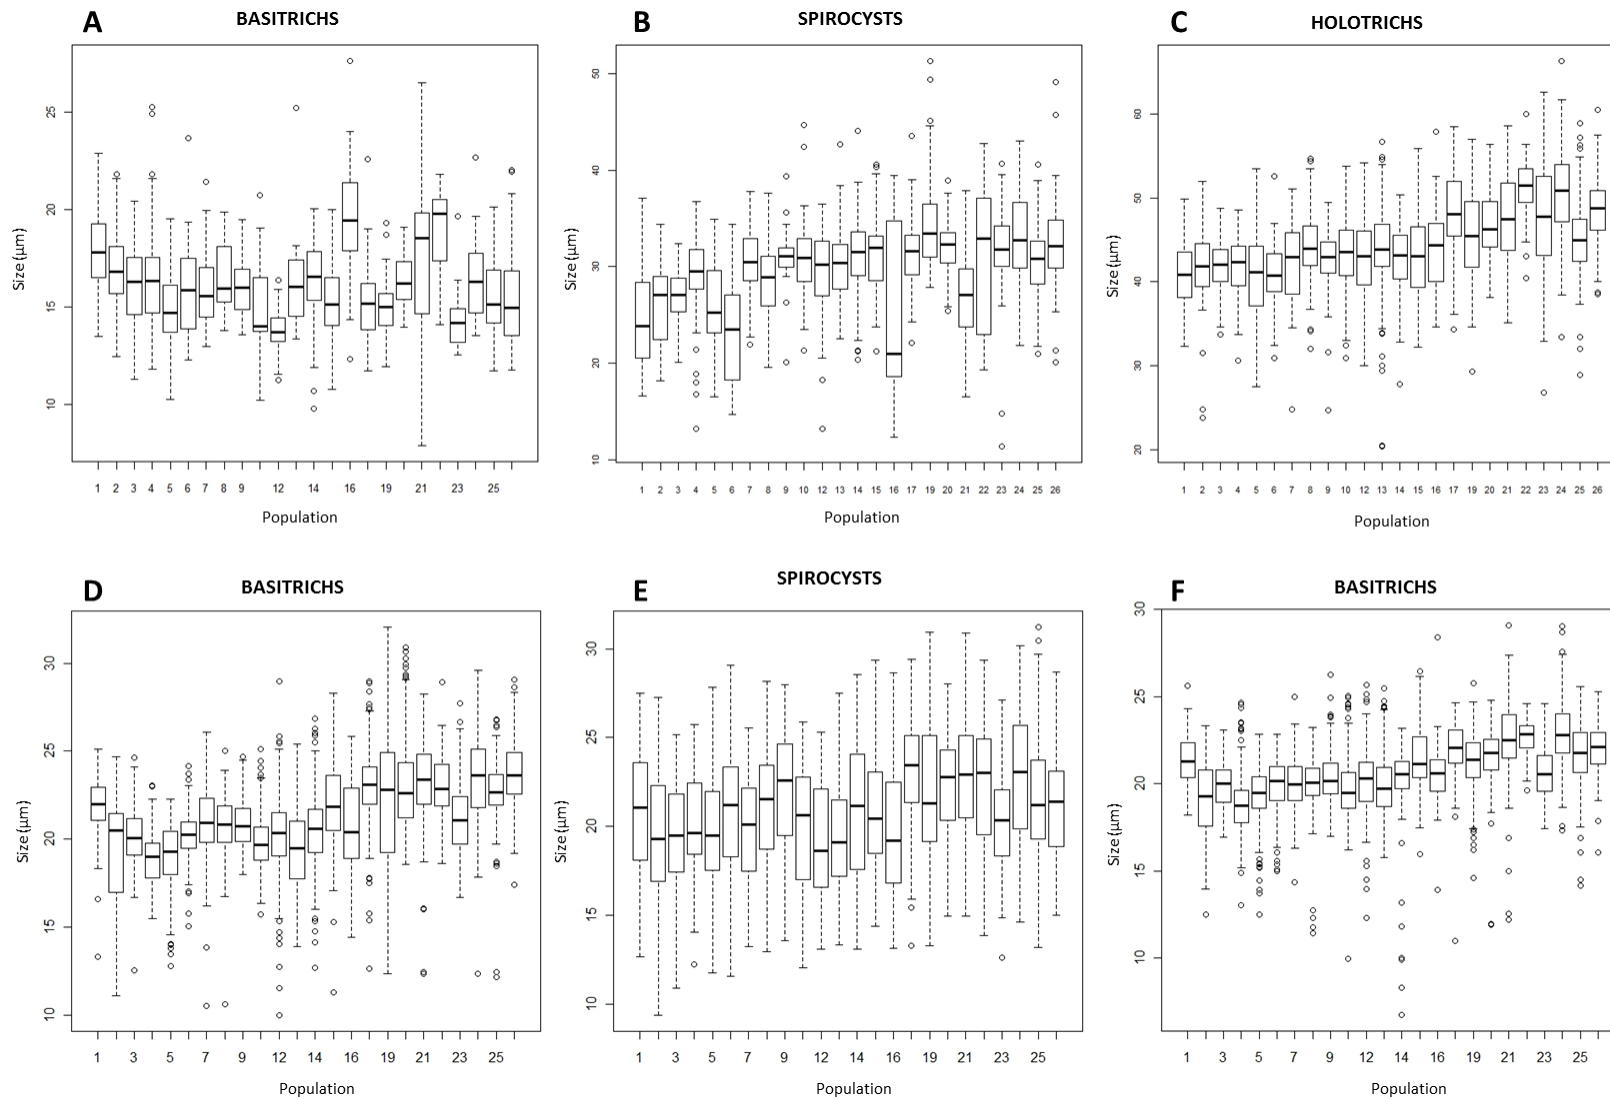 A BASITRICHS
25
20
15
10
Size (µm)
1 2 3 4 5 6 7 8 9 12 14 16 19 21 23 25
Population
B SPIROCYSTS
50
40
30
20
10
Size (µm)
1 2 3 4 5 6 7 8 9 10 12 13 14 15 16 17 19 20 21 22 23 24 25 26
Population
C HOLOTRICHS
60
50
40
30
20
Size (µm)
1 2 3 4 5 6 7 8 9 10 12 13 14 15 16 17 19 20 21 22 23 24 25 26
Population
D BASITRICHS
30
25
20
15
10
Size (µm)
1 3 5 7 9 12 14 16 19 21 23 25
Population
E SPIROCYSTS
30
25
20
15
10
Size (µm)
1 3 5 7 9 12 14 16 19 21 23 25
Population
F BASITRICHS
30
25
20
15
10
Size (µm)
1 3 5 7 9 12 14 16 19 21 23 25
Population